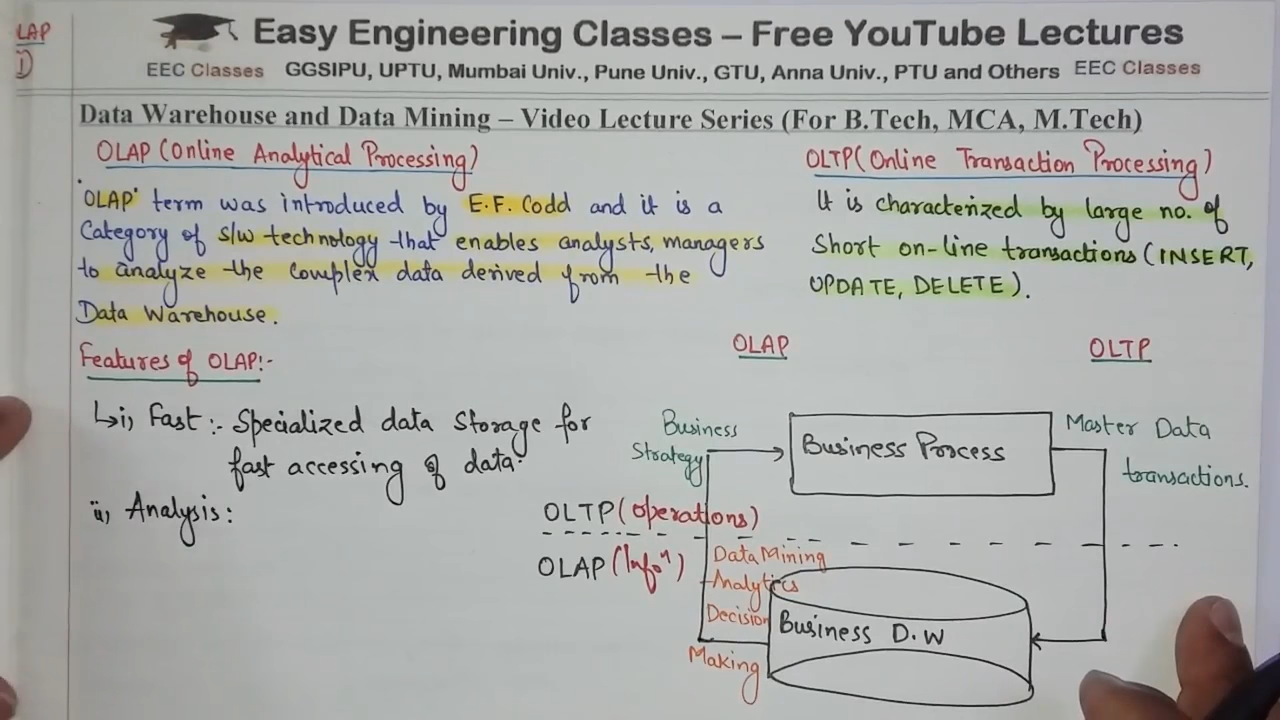 LAP
1)
Easy Engineering Classes – Free YouTube Lectures
EEC Classes GGSIPU, UPTU, Mumbai Univ., Pune Univ., GTU, Anna Univ., PTU and Others EEC Classes
Data Warehouse and Data Mining – Video Lecture Series (For B.Tech, MCA, M.Tech)
OLAP (Online Analytical Processing)
'OLAP' term was introduced by E.F. Codd and it is a
Category of s/w technology that enables analysts, managers
to analyze the complex data derived from the
Data Warehouse.
OLTP (Online Transaction Processing)
It is characterized by large no. of
Short on-line transactions (INSERT,
UPDATE, DELETE).
Features of OLAP:-
↳ i, Fast :- Specialized data storage for
fast accessing of data.
ii, Analysis :
OLAP
OLTP
Business
Strategy
Business Process
Master Data
transactions.
OLTP (operations)
OLAP (Infoⁿ)
Data Mining
Analytics
Decision
Making
Business D.W